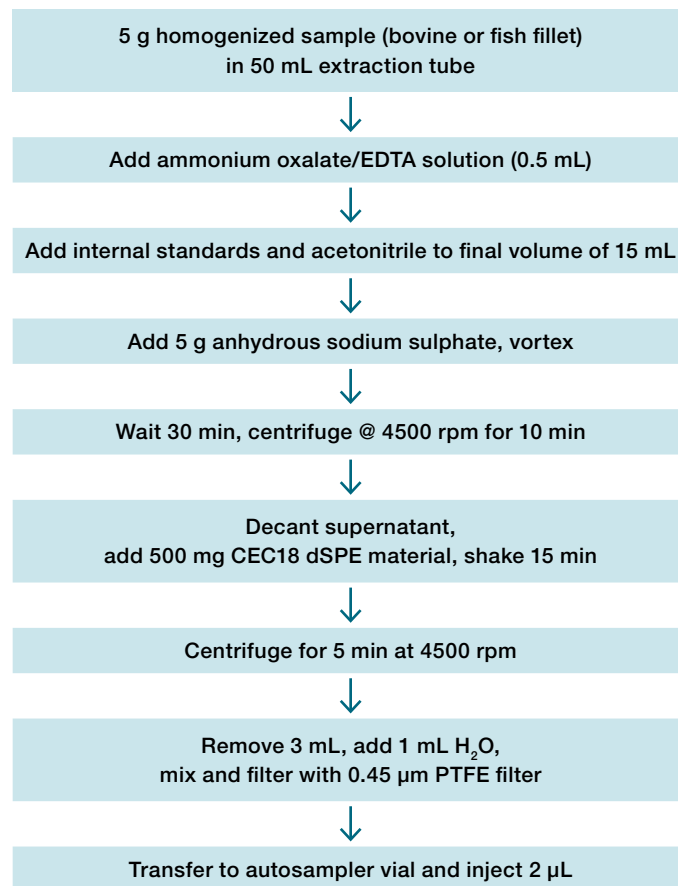 5 g homogenized sample (bovine or fish fillet)
in 50 mL extraction tube
Add ammonium oxalate/EDTA solution (0.5 mL)
Add internal standards and acetonitrile to final volume of 15 mL
Add 5 g anhydrous sodium sulphate, vortex
Wait 30 min, centrifuge @ 4500 rpm for 10 min
Decant supernatant,
add 500 mg CEC18 dSPE material, shake 15 min
Centrifuge for 5 min at 4500 rpm
Remove 3 mL, add 1 mL H₂O,
mix and filter with 0.45 μm PTFE filter
Transfer to autosampler vial and inject 2 μL